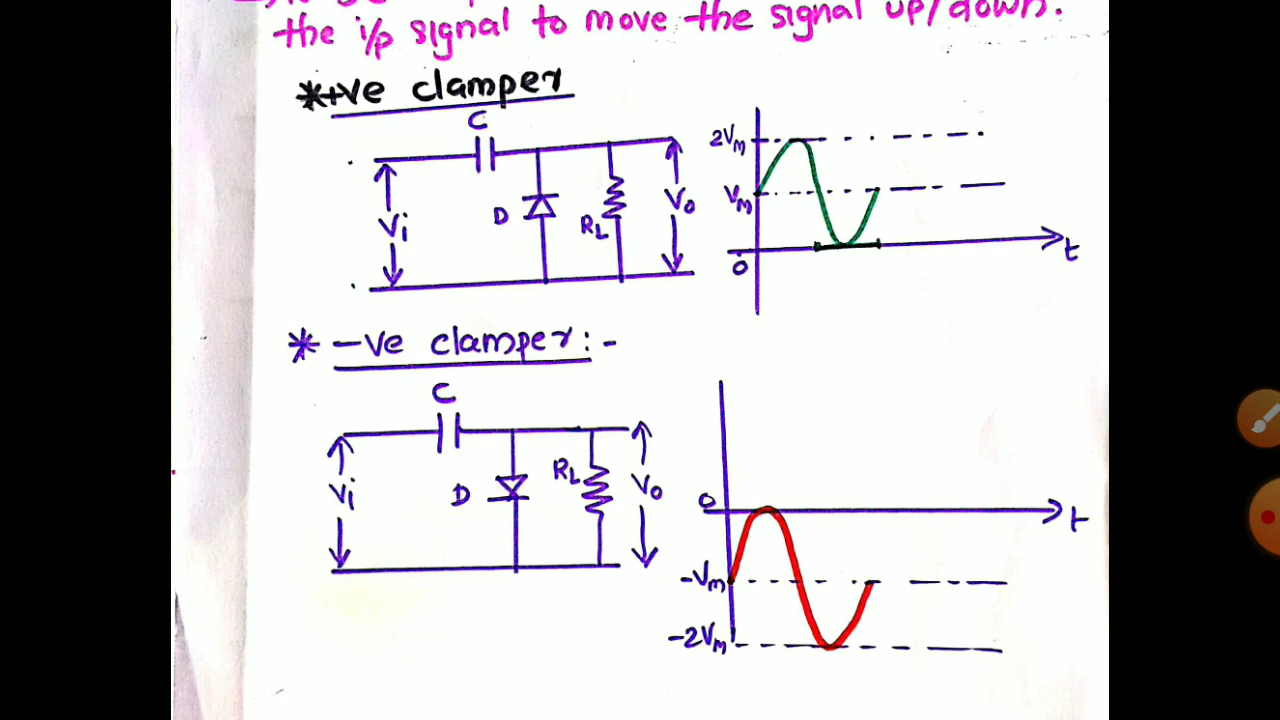 the i/p signal to move the signal up/down.
*+ve clamper
C
2Vm
Vm
D
RL
Vo
Vi
0
t
* -ve clamper:-
C
0
t
RL
Vi
D
Vo
-Vm
-2Vm